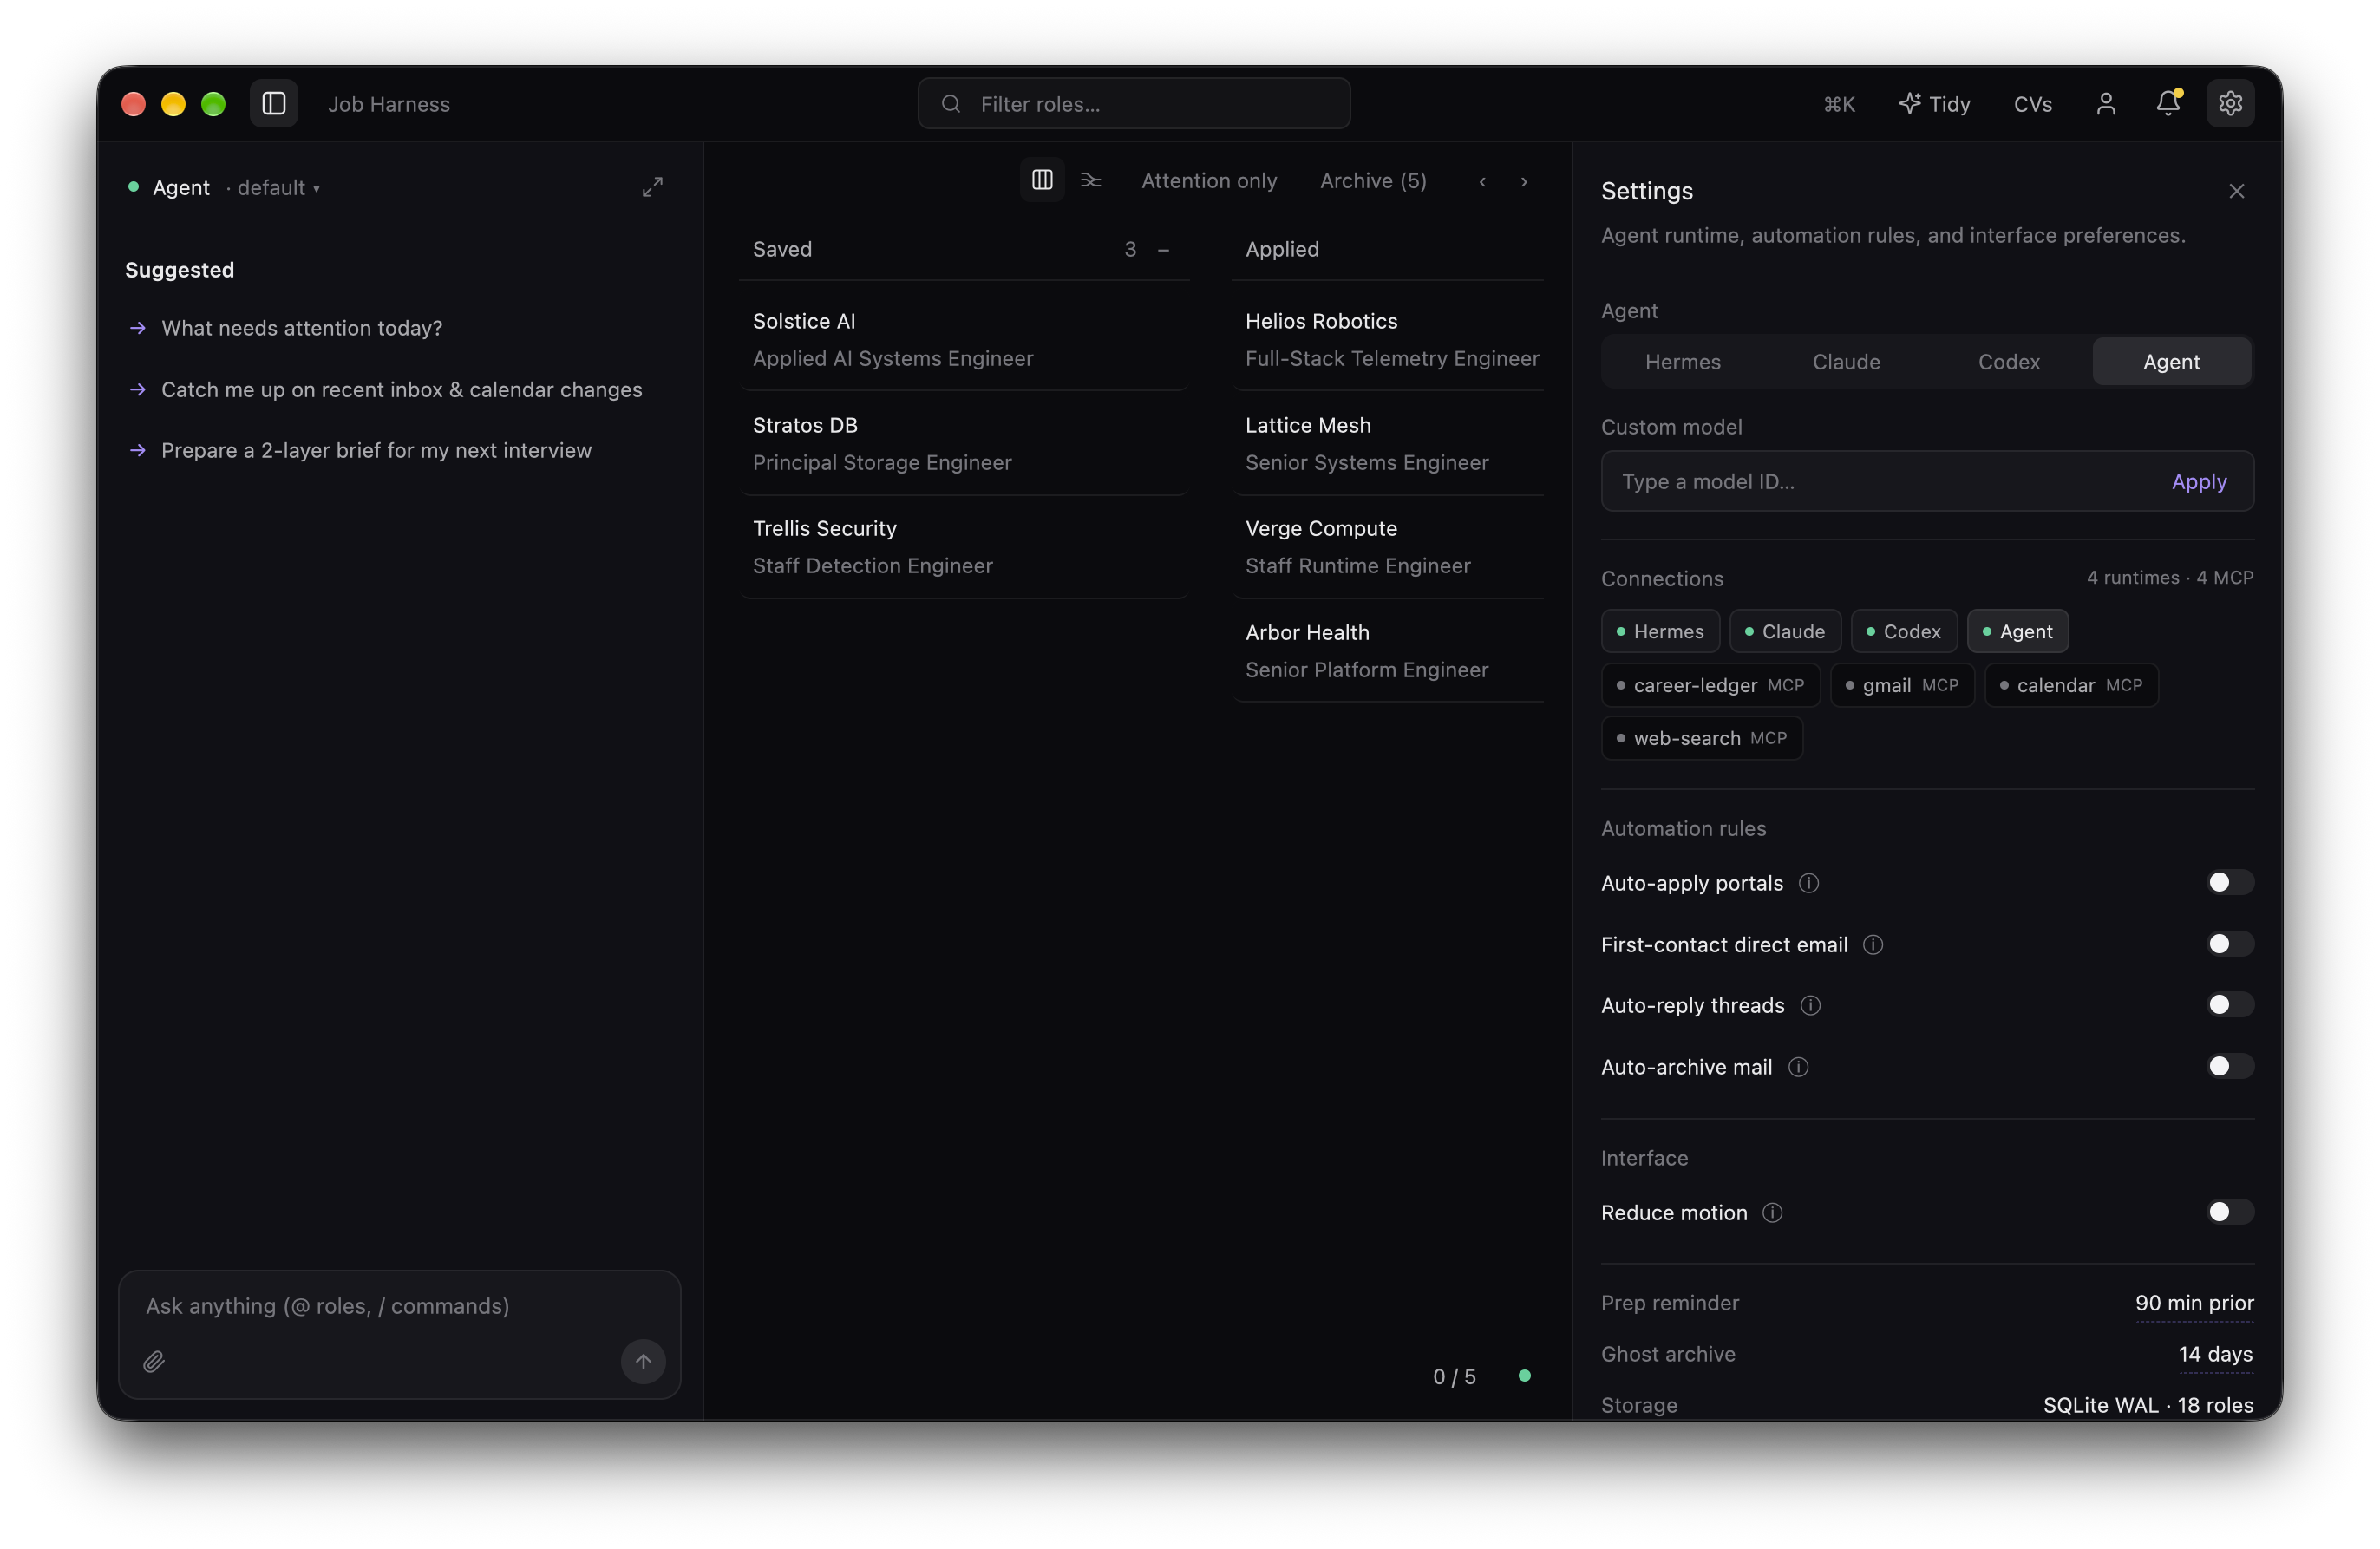 Job Harness
Filter roles...
⌘K
Tidy
CVs
Agent · default ▾
Suggested
→ What needs attention today?
→ Catch me up on recent inbox & calendar changes
→ Prepare a 2-layer brief for my next interview
Ask anything (@ roles, / commands)
Attention only
Archive (5)
‹ ›
Saved 3 –
Solstice AI
Applied AI Systems Engineer
Stratos DB
Principal Storage Engineer
Trellis Security
Staff Detection Engineer
Applied
Helios Robotics
Full-Stack Telemetry Engineer
Lattice Mesh
Senior Systems Engineer
Verge Compute
Staff Runtime Engineer
Arbor Health
Senior Platform Engineer
0 / 5
Settings
Agent runtime, automation rules, and interface preferences.
Agent
Hermes Claude Codex Agent
Custom model
Type a model ID... Apply
Connections 4 runtimes · 4 MCP
Hermes Claude Codex Agent
career-ledger MCP gmail MCP calendar MCP
web-search MCP
Automation rules
Auto-apply portals
First-contact direct email
Auto-reply threads
Auto-archive mail
Interface
Reduce motion
Prep reminder 90 min prior
Ghost archive 14 days
Storage SQLite WAL · 18 roles